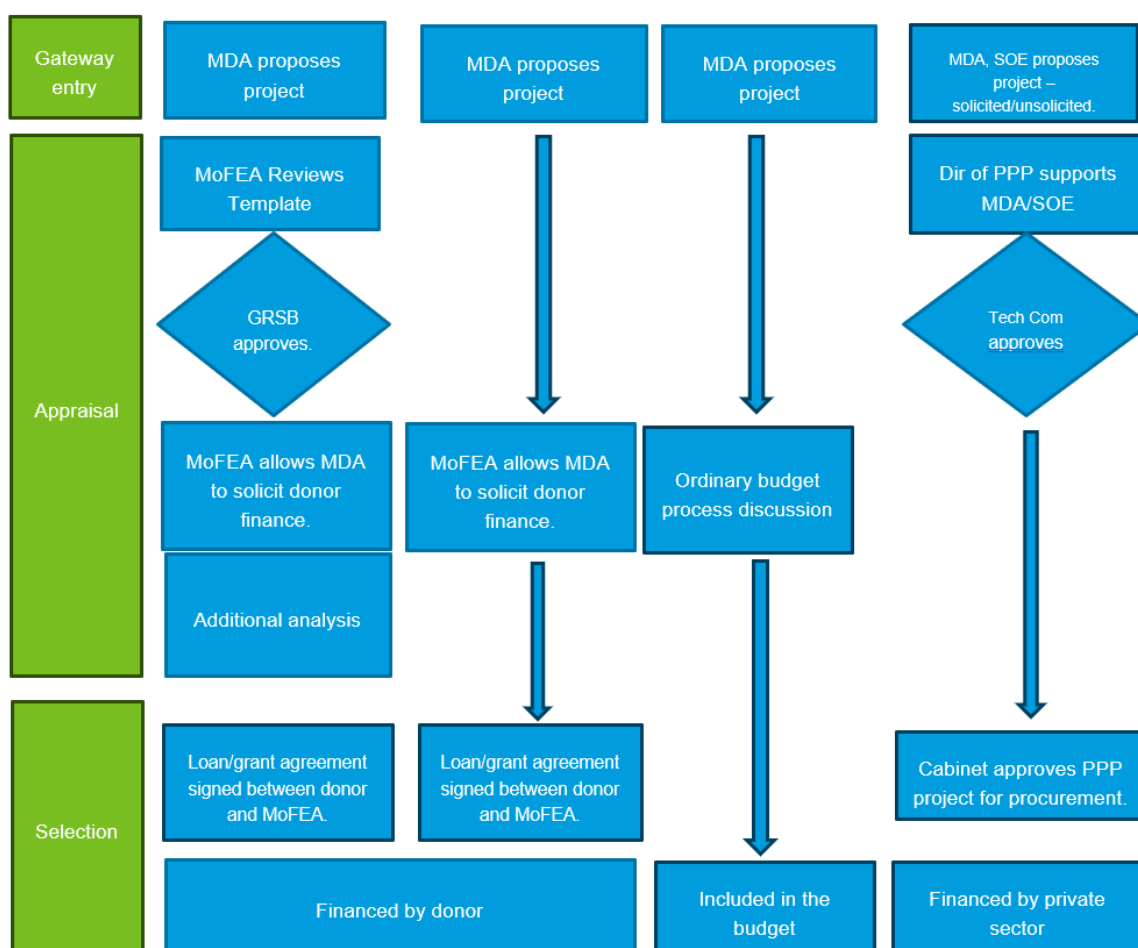 Gateway
entry
MDA proposes
project
MDA proposes
project
MDA proposes
project
MDA, SOE proposes
project –
solicited/unsolicited.
Appraisal
MoFEA Reviews
Template
Dir of PPP supports
MDA/SOE
GRSB
approves.
Tech Com
approves
MoFEA allows MDA
to solicit donor
finance.
MoFEA allows MDA
to solicit donor
finance.
Ordinary budget
process discussion
Additional analysis
Selection
Loan/grant agreement
signed between donor
and MoFEA.
Loan/grant agreement
signed between donor
and MoFEA.
Cabinet approves PPP
project for procurement.
Financed by donor
Included in the
budget
Financed by private
sector